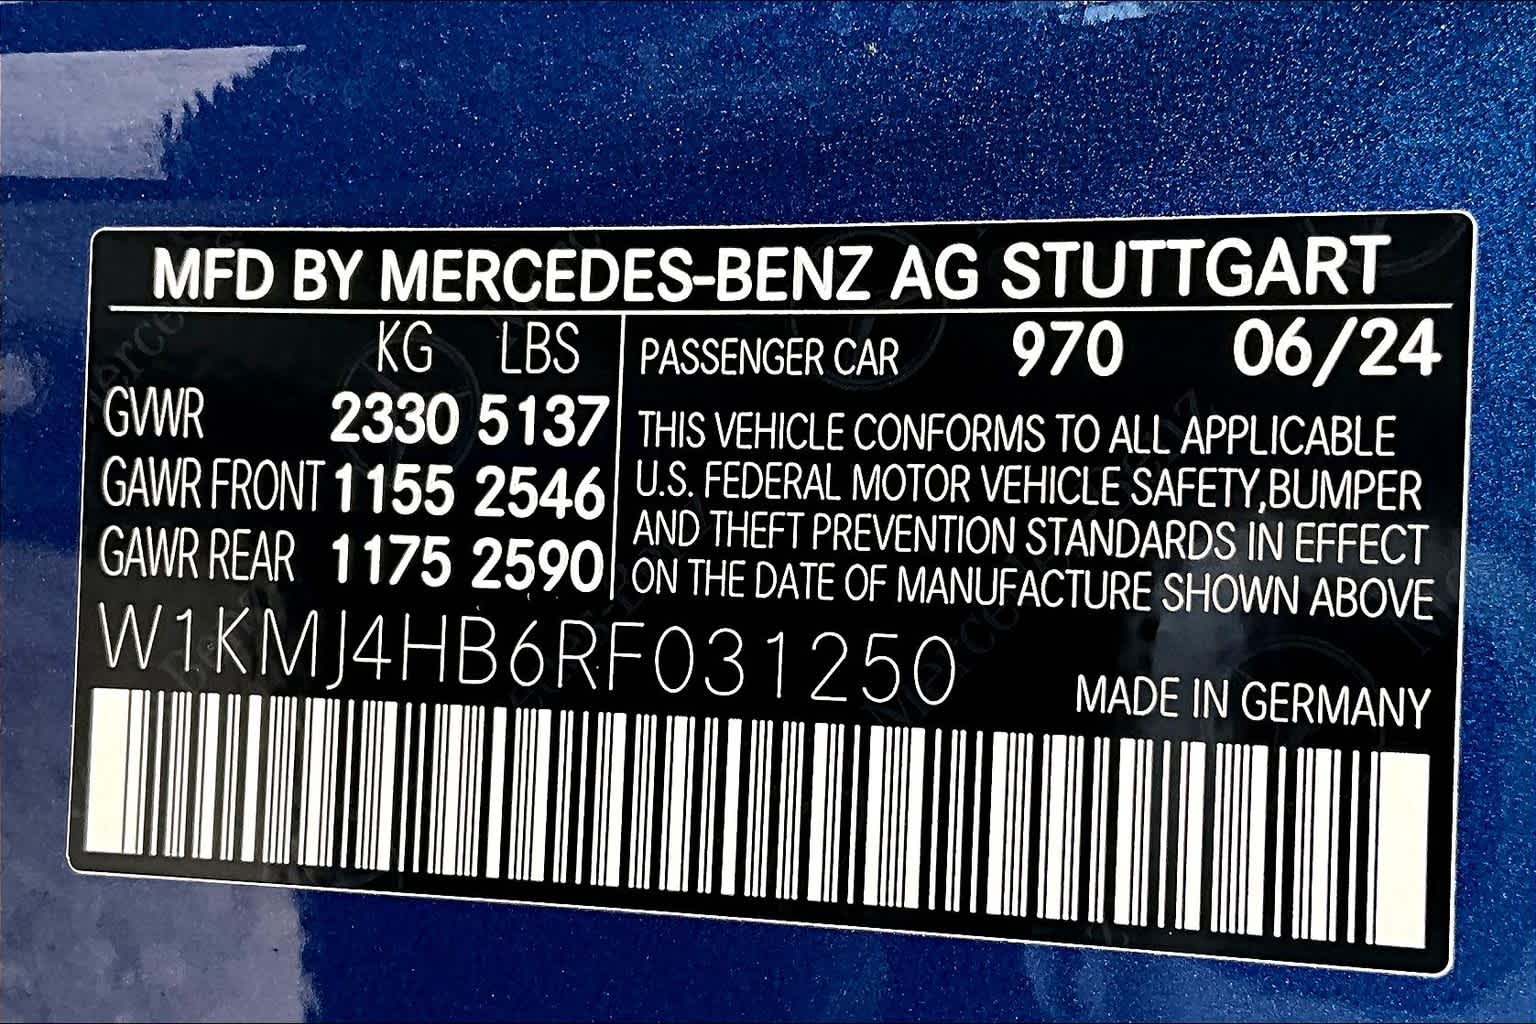 MFD BY MERCEDES-BENZ AG STUTTGART
KG LBS
GVWR 2330 5137
GAWR FRONT 1155 2546
GAWR REAR 1175 2590
PASSENGER CAR 970 06/24
THIS VEHICLE CONFORMS TO ALL APPLICABLE
U.S. FEDERAL MOTOR VEHICLE SAFETY,BUMPER
AND THEFT PREVENTION STANDARDS IN EFFECT
ON THE DATE OF MANUFACTURE SHOWN ABOVE
W1KMJ4HB6RF031250
MADE IN GERMANY